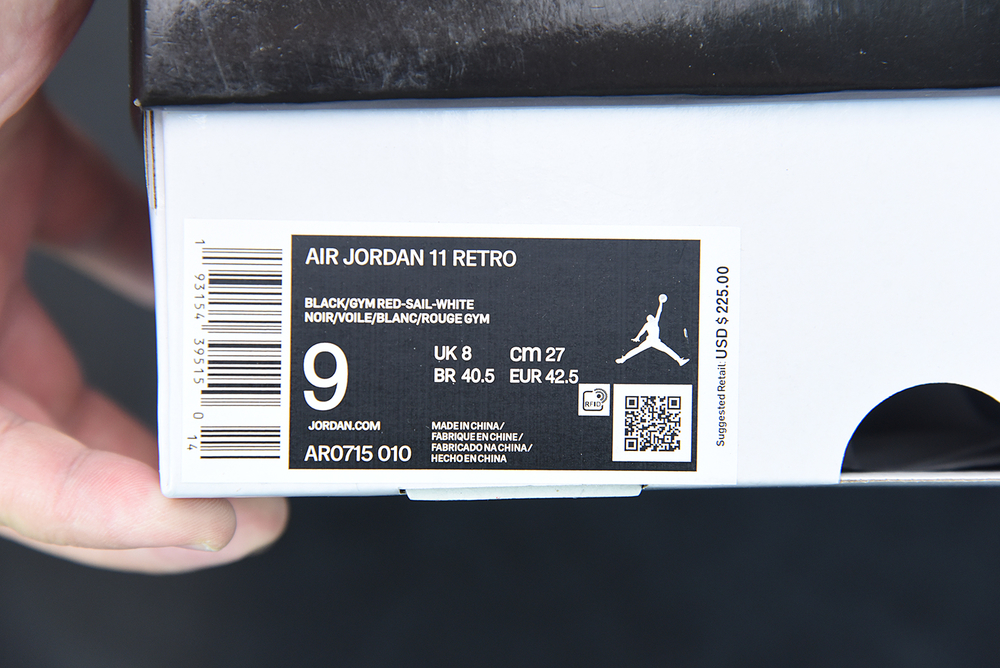 1
93154 39515
0
14
AIR JORDAN 11 RETRO
BLACK/GYM RED-SAIL-WHITE
NOIR/VOILE/BLANC/ROUGE GYM
9
UK 8 cm 27
BR 40.5 EUR 42.5
RFID
JORDAN.COM
AR0715 010
MADE IN CHINA/
FABRIQUE EN CHINE/
FABRICADO NA CHINA/
HECHO EN CHINA
Suggested Retail: USD $ 225.00